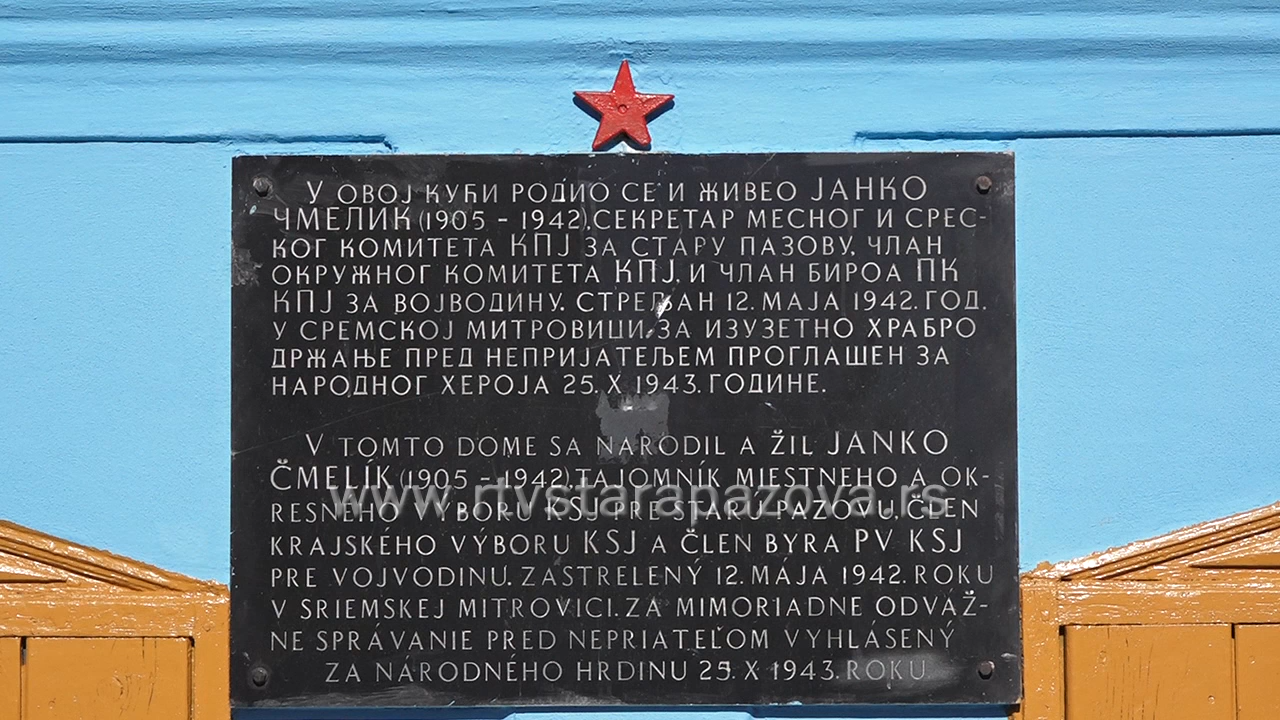 У ОВОЈ КУЋИ РОДИО СЕ И ЖИВЕО ЈАНКО
ЧМЕЛИК (1905 - 1942), СЕКРЕТАР МЕСНОГ И СРЕС-
КОГ КОМИТЕТА КПЈ ЗА СТАРУ ПАЗОВУ, ЧЛАН
ОКРУЖНОГ КОМИТЕТА КПЈ, И ЧЛАН БИРОА ПК
КПЈ ЗА ВОЈВОДИНУ. СТРЕЉАН 12. МАЈА 1942. ГОД.
У СРЕМСКОЈ МИТРОВИЦИ. ЗА ИЗУЗЕТНО ХРАБРО
ДРЖАЊЕ ПРЕД НЕПРИЈАТЕЉЕМ ПРОГЛАШЕН ЗА
НАРОДНОГ ХЕРОЈА 25. X 1943. ГОДИНЕ.
V TOMTO DOME SA NARODIL A ŽIL JANKO
ČMELÍK (1905 - 1942), TAJOMNÍK MIESTNEHO A OK-
RESNÉHO VÝBORU KSJ PRE STARÚ PAZOVU, ČLEN
KRAJSKÉHO VÝBORU KSJ A ČLEN BYRA PV KSJ
PRE VOJVODINU. ZASTRELENÝ 12. MÁJA 1942. ROKU
V SRIEMSKEJ MITROVICI. ZA MIMORIADNE ODVÁŽ-
NE SPRÁVANIE PRED NEPRIATEĽOM VYHLÁSENÝ
ZA NÁRODNÉHO HRDINU 25. X 1943. ROKU.
www.rtvstarapazova.rs